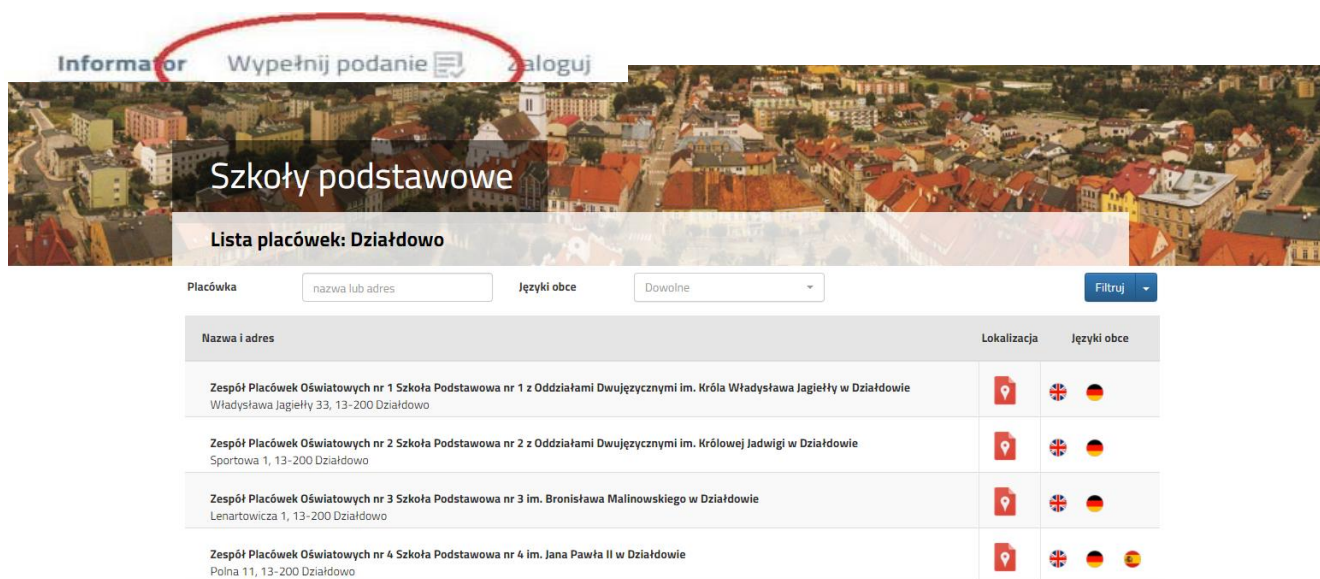 Informator Wypełnij podanie Zaloguj
Szkoły podstawowe
Lista placówek: Działdowo
Placówka nazwa lub adres Języki obce Dowolne Filtruj
Nazwa i adres Lokalizacja Języki obce
Zespół Placówek Oświatowych nr 1 Szkoła Podstawowa nr 1 z Oddziałami Dwujęzycznymi im. Króla Władysława Jagiełły w Działdowie
Władysława Jagiełły 33, 13-200 Działdowo
Zespół Placówek Oświatowych nr 2 Szkoła Podstawowa nr 2 z Oddziałami Dwujęzycznymi im. Królowej Jadwigi w Działdowie
Sportowa 1, 13-200 Działdowo
Zespół Placówek Oświatowych nr 3 Szkoła Podstawowa nr 3 im. Bronisława Malinowskiego w Działdowie
Lenartowicza 1, 13-200 Działdowo
Zespół Placówek Oświatowych nr 4 Szkoła Podstawowa nr 4 im. Jana Pawła II w Działdowie
Polna 11, 13-200 Działdowo